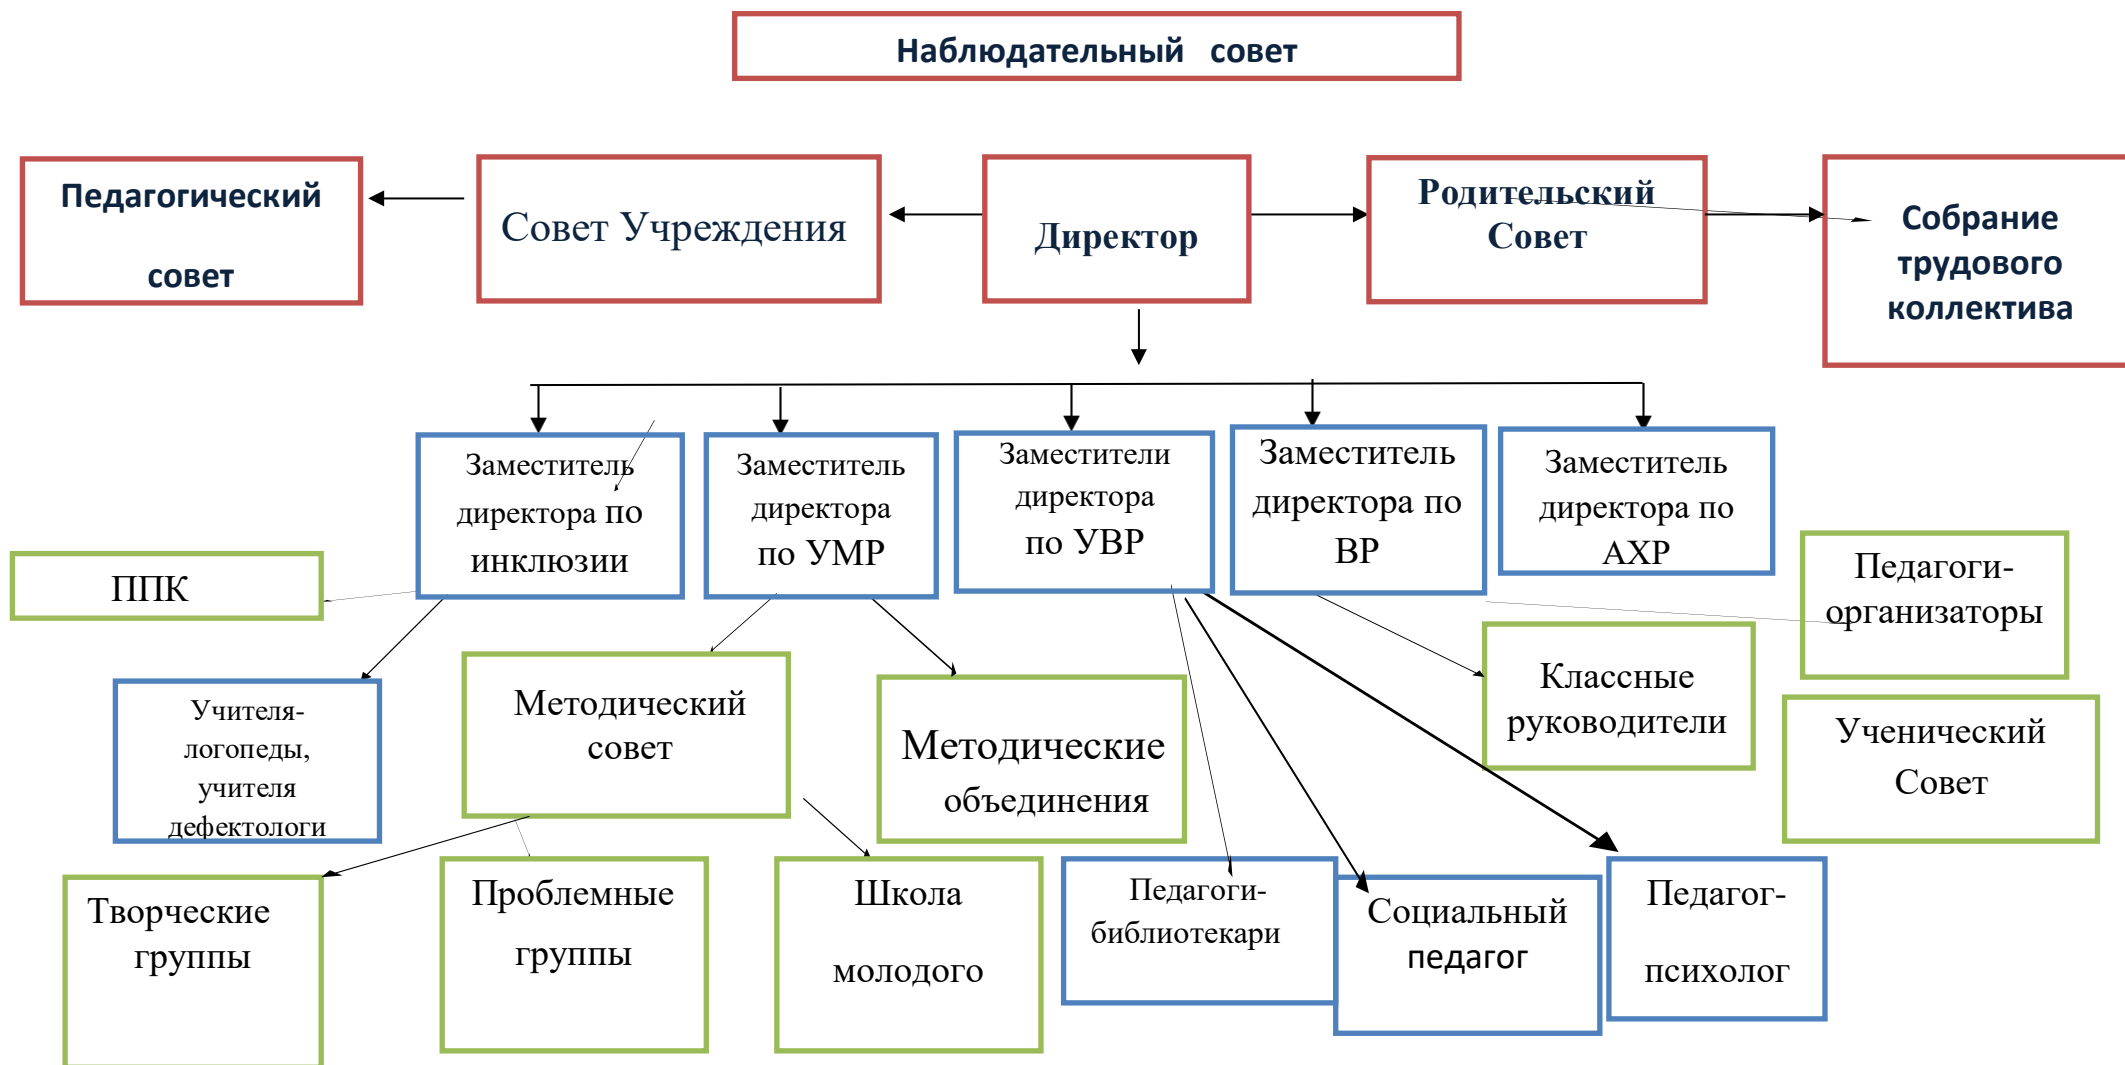 Наблюдательный совет
Педагогический
совет
Совет Учреждения
Директор
Родительский
Совет
Собрание
трудового
коллектива
Заместитель
директора по
инклюзии
Заместитель
директора
по УМР
Заместители
директора
по УВР
Заместитель
директора по
ВР
Заместитель
директора по
АХР
ППК
Педагоги-
организаторы
Учителя-
логопеды,
учителя
дефектологи
Методический
совет
Методические
объединения
Классные
руководители
Ученический
Совет
Творческие
группы
Проблемные
группы
Школа
молодого
Педагоги-
библиотекари
Социальный
педагог
Педагог-
психолог